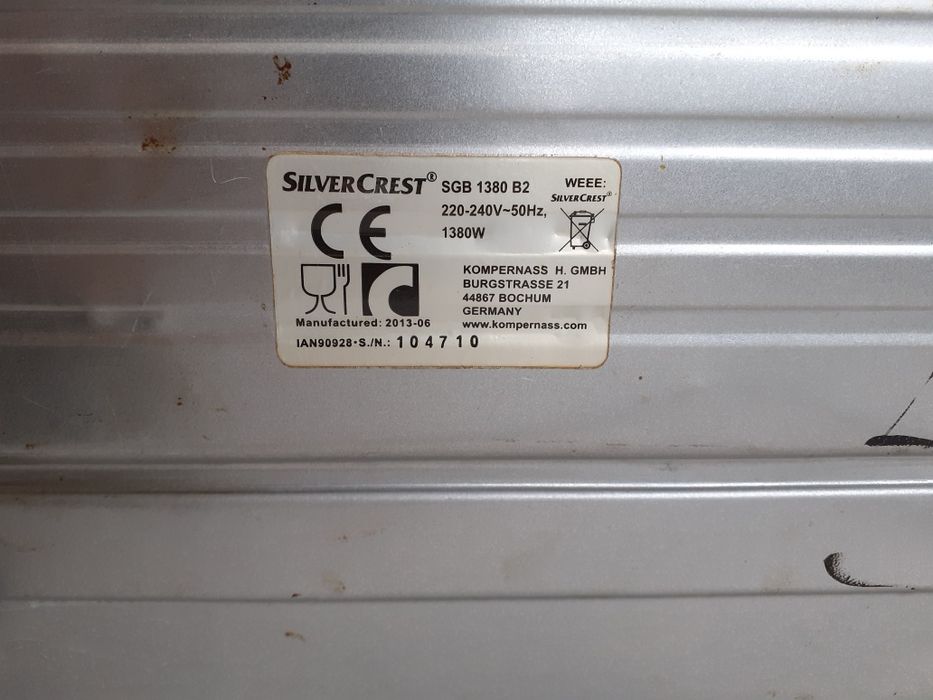 SILVERCREST® SGB 1380 B2
220-240V~50Hz,
1380W
WEEE:
SILVERCREST®
CE
KOMPERNASS H. GMBH
BURGSTRASSE 21
44867 BOCHUM
GERMANY
www.kompernass.com
Manufactured: 2013-06
IAN90928·S./N.: 104710